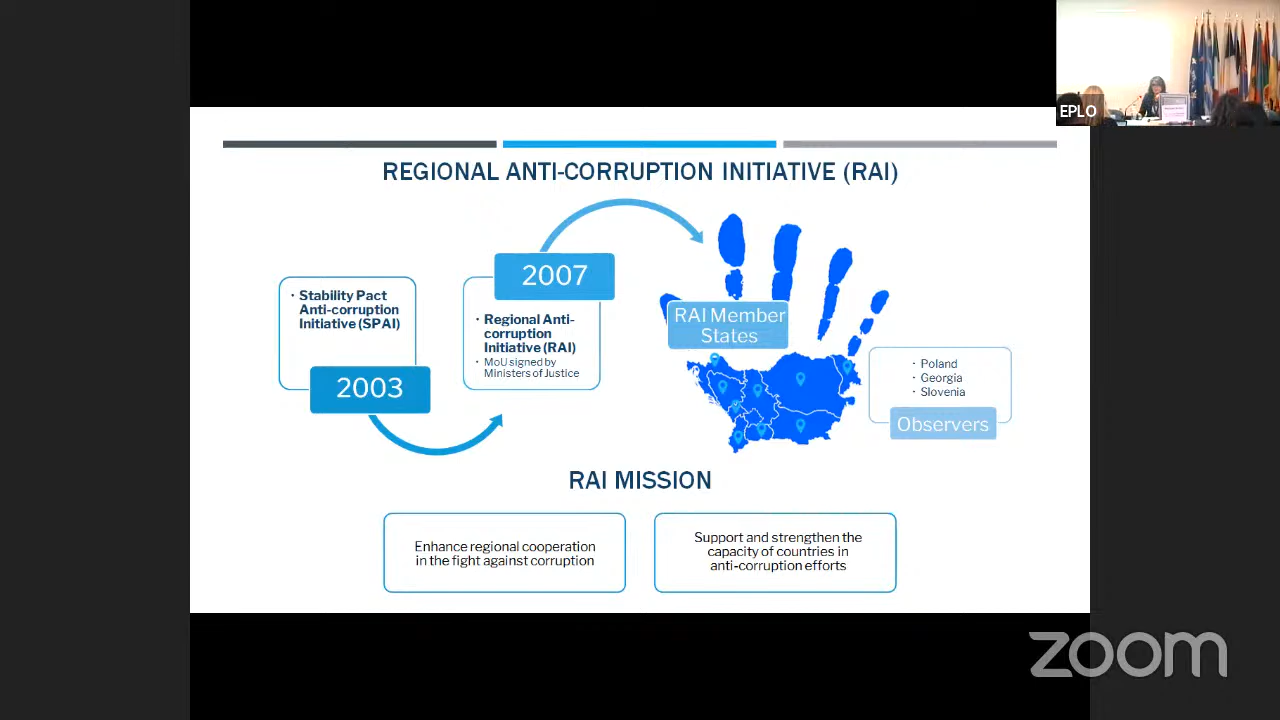 EPLO
REGIONAL ANTI-CORRUPTION INITIATIVE (RAI)
• Stability Pact
Anti-corruption
Initiative (SPAI)
2003
2007
• Regional Anti-
corruption
Initiative (RAI)
• MoU signed by
Ministers of Justice
RAI Member
States
• Poland
• Georgia
• Slovenia
Observers
RAI MISSION
Enhance regional cooperation
in the fight against corruption
Support and strengthen the
capacity of countries in
anti-corruption efforts
zoom